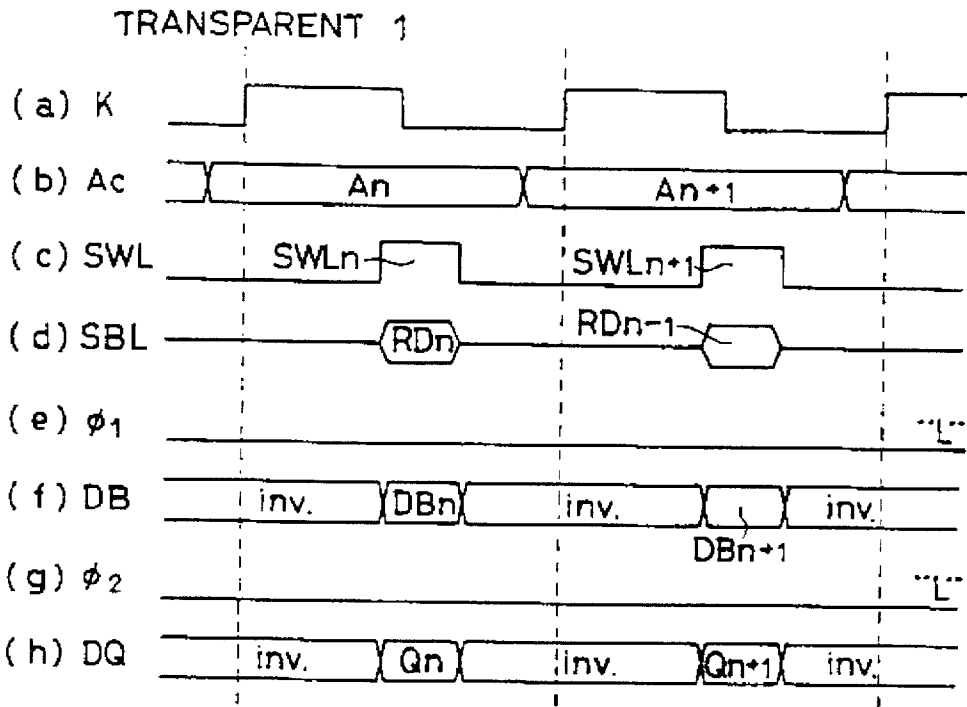 TRANSPARENT 1
(a) K
(b) Ac An An+1
(c) SWL SWLn SWLn+1
(d) SBL RDn RDn-1
(e) ϕ1 "L"
(f) DB inv. DBn inv. inv.
DBn+1
(g) ϕ2 "L"
(h) DQ inv. Qn inv. Qn+1 inv.